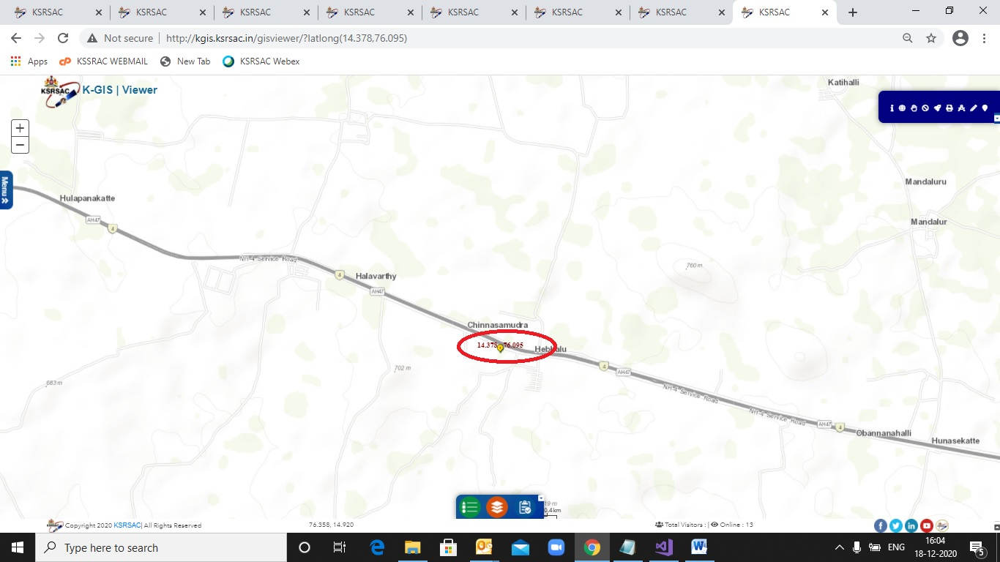 KSRSAC KSRSAC KSRSAC KSRSAC KSRSAC KSRSAC KSRSAC KSRSAC
Not secure http://kgis.ksrsac.in/gisviewer/?latlong(14.378,76.095)
Apps KSSRAC WEBMAIL New Tab KSRSAC Webex
KSRSAC K-GIS | Viewer
Katihalli
+
−
Menu
Mandaluru
Hulapanakatte
AH47
4
Mandalur
NH-4 Service Road
760 m
4
Halavarthy
AH47
Chinnasamudra
14.378 76.095
Hebbalu
4
AH47
702 m
683 m
NH-4 Service Road
NH-4 Service Road
AH47
4
Obannanahalli
Hunasekatte
0.4km
Copyright 2020 KSRSAC| All Rights Reserved
76.358, 14.920
Total Visitors : | Online : 13
Type here to search
ENG
16:04
18-12-2020
5